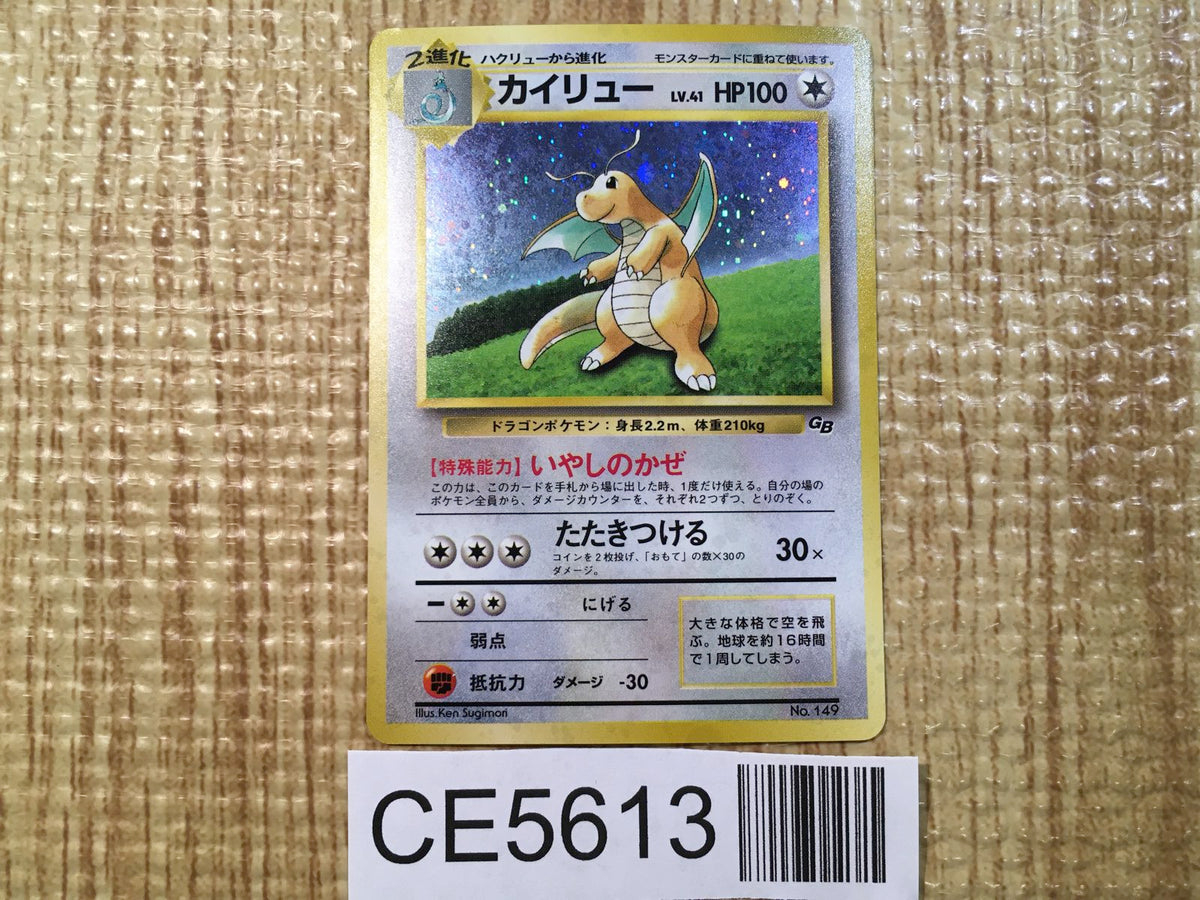 2進化 ハクリューから進化 モンスターカードに重ねて使います。
カイリュー LV.41 HP100
ドラゴンポケモン：身長2.2m、体重210kg GB
【特殊能力】いやしのかぜ
この力は、このカードを手札から場に出した時、1度だけ使える。自分の場の
ポケモン全員から、ダメージカウンターを、それぞれ2つずつ、とりのぞく。
たたきつける 30×
コインを2枚投げ、「おもて」の数×30の
ダメージ。
にげる
弱点
抵抗力 ダメージ -30
大きな体格で空を飛
ぶ。地球を約16時間
で1周してしまう。
Illus.Ken Sugimori No. 149
CE5613